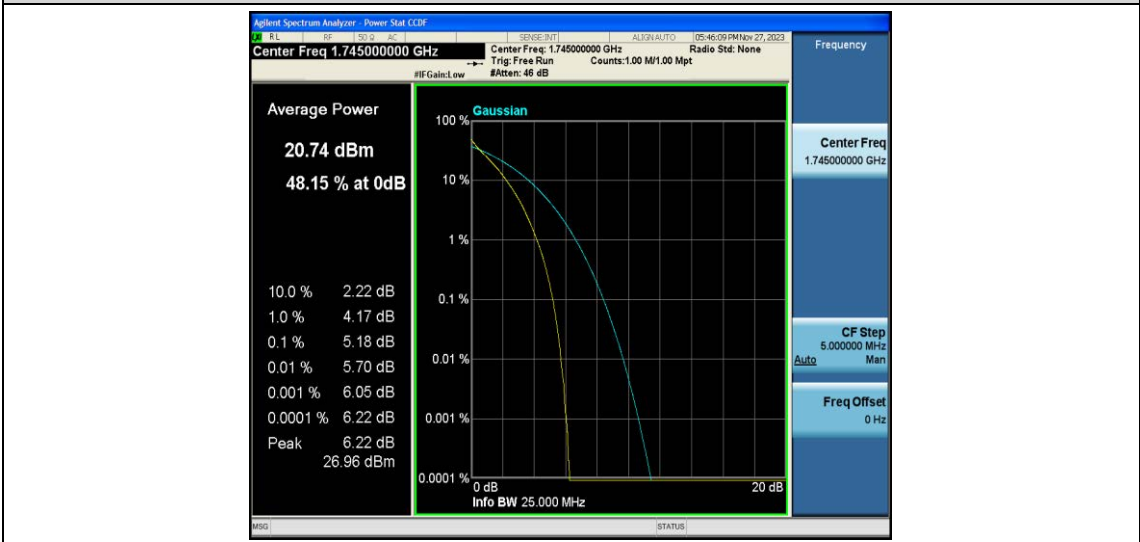 Agilent Spectrum Analyzer - Power Stat CCDF
LXI RL RF 50 Ω AC SENSE:INT ALIGNAUTO 05:46:09 PM Nov 27, 2023
Center Freq 1.745000000 GHz
Center Freq: 1.745000000 GHz Radio Std: None
Trig: Free Run Counts:1.00 M/1.00 Mpt
#IFGain:Low #Atten: 46 dB
Frequency
Average Power
20.74 dBm
48.15 % at 0dB
10.0 % 2.22 dB
1.0 % 4.17 dB
0.1 % 5.18 dB
0.01 % 5.70 dB
0.001 % 6.05 dB
0.0001 % 6.22 dB
Peak 6.22 dB
26.96 dBm
Gaussian
100 %
10 %
1 %
0.1 %
0.01 %
0.001 %
0.0001 %
0 dB 20 dB
Info BW 25.000 MHz
Center Freq
1.745000000 GHz
CF Step
5.000000 MHz
Auto Man
Freq Offset
0 Hz
MSG STATUS